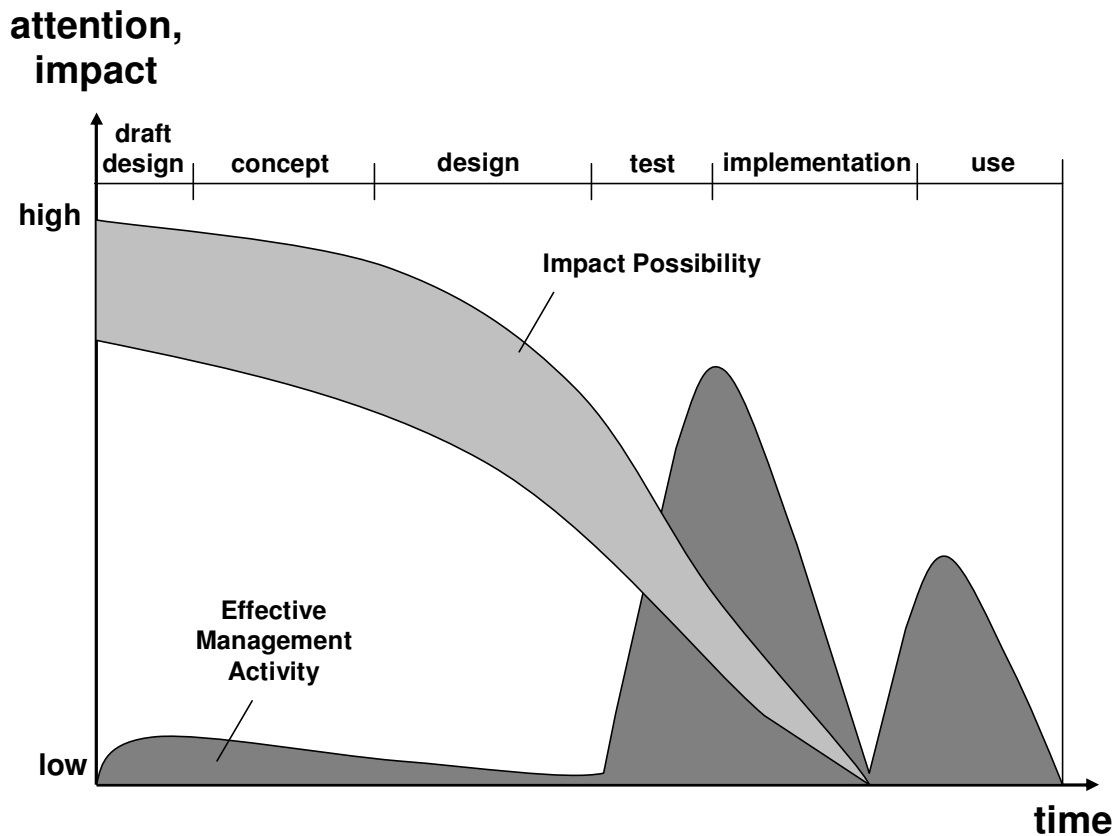 attention,
impact
draft
design
concept
design
test
implementation
use
high
Impact Possibility
Effective
Management
Activity
low
time